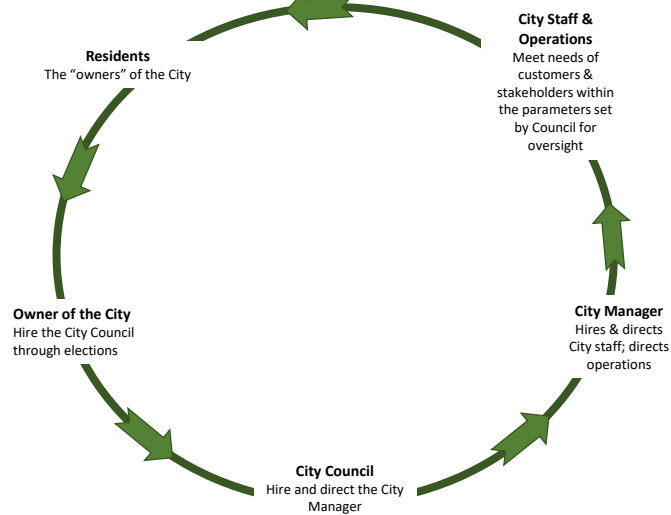 City Staff &
Operations
Meet needs of
customers &
stakeholders within
the parameters set
by Council for
oversight
Residents
The “owners” of the City
Owner of the City
Hire the City Council
through elections
City Manager
Hires & directs
City staff; directs
operations
City Council
Hire and direct the City
Manager